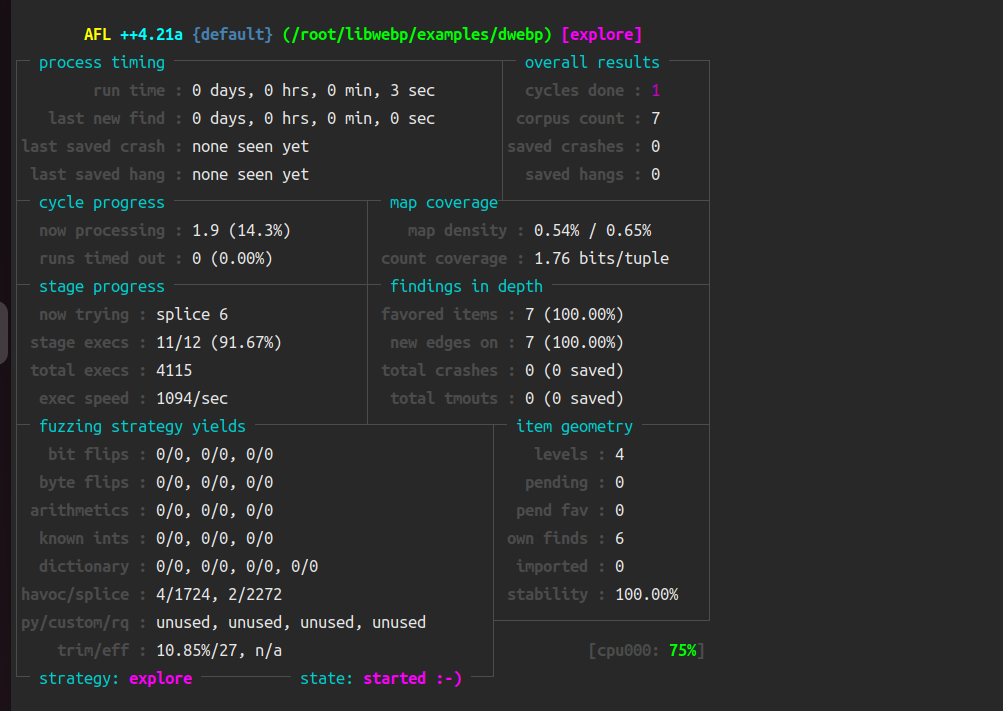 AFL ++4.21a {default} (/root/libwebp/examples/dwebp) [explore]
process timing overall results
run time : 0 days, 0 hrs, 0 min, 3 sec cycles done : 1
last new find : 0 days, 0 hrs, 0 min, 0 sec corpus count : 7
last saved crash : none seen yet saved crashes : 0
last saved hang : none seen yet saved hangs : 0
cycle progress map coverage
now processing : 1.9 (14.3%) map density : 0.54% / 0.65%
runs timed out : 0 (0.00%) count coverage : 1.76 bits/tuple
stage progress findings in depth
now trying : splice 6 favored items : 7 (100.00%)
stage execs : 11/12 (91.67%) new edges on : 7 (100.00%)
total execs : 4115 total crashes : 0 (0 saved)
exec speed : 1094/sec total tmouts : 0 (0 saved)
fuzzing strategy yields item geometry
bit flips : 0/0, 0/0, 0/0 levels : 4
byte flips : 0/0, 0/0, 0/0 pending : 0
arithmetics : 0/0, 0/0, 0/0 pend fav : 0
known ints : 0/0, 0/0, 0/0 own finds : 6
dictionary : 0/0, 0/0, 0/0, 0/0 imported : 0
havoc/splice : 4/1724, 2/2272 stability : 100.00%
py/custom/rq : unused, unused, unused, unused
trim/eff : 10.85%/27, n/a [cpu000: 75%]
strategy: explore state: started :-)